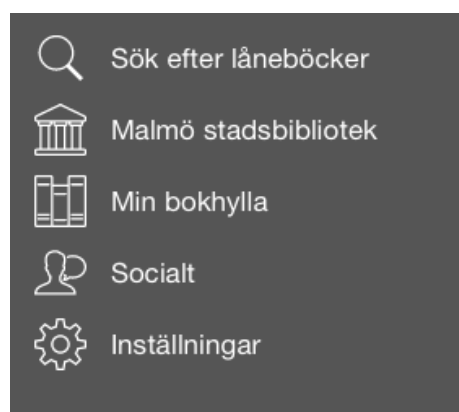 Sök efter låneböcker
Malmö stadsbibliotek
Min bokhylla
Socialt
Inställningar